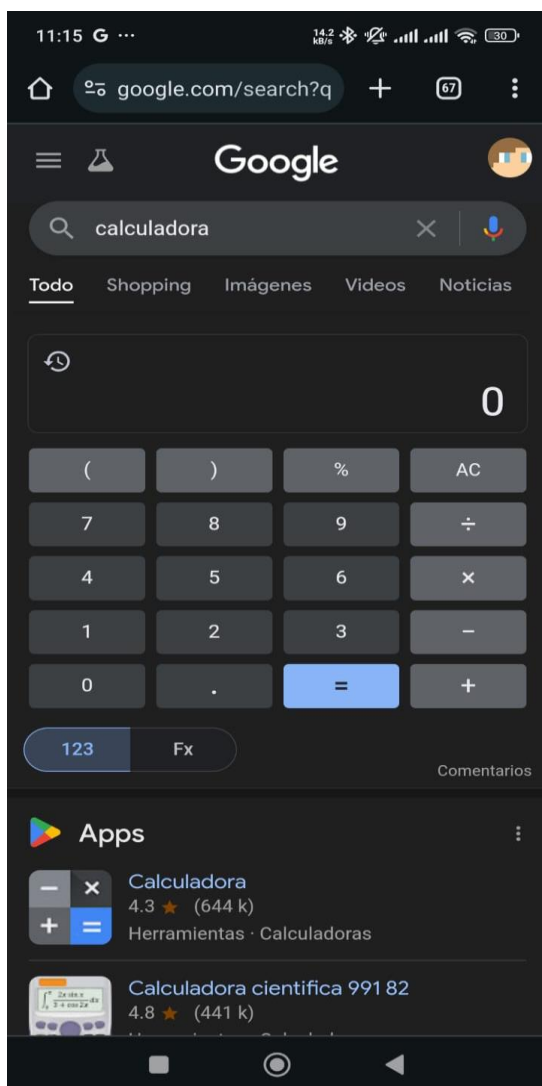 11:15 G ...
14.2 KB/s 30
google.com/search?q + 67
Google
calculadora
Todo Shopping Imágenes Videos Noticias
0
( ) % AC
7 8 9 ÷
4 5 6 ×
1 2 3 −
0 . = +
123 Fx
Comentarios
Apps
− ×
+ =
Calculadora
4.3 ★ (644 k)
Herramientas · Calculadoras
Calculadora cientifica 991 82
4.8 ★ (441 k)